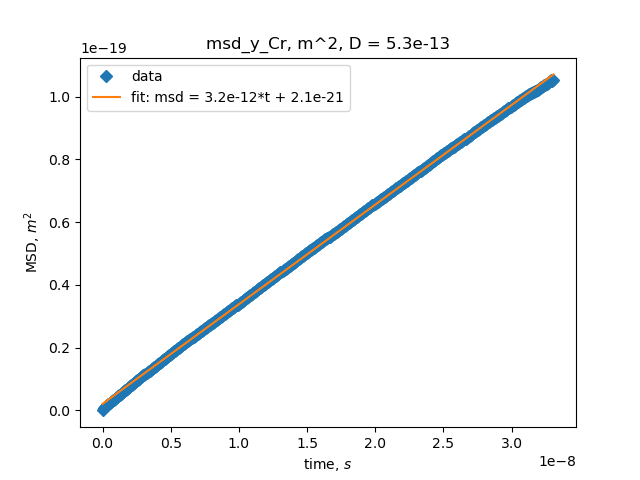 msd_y_Cr, m^2, D = 5.3e-13
1e−19
data
fit: msd = 3.2e-12*t + 2.1e-21
1.0
0.8
0.6
0.4
0.2
0.0
MSD, m²
0.0 0.5 1.0 1.5 2.0 2.5 3.0
1e−8
time, s